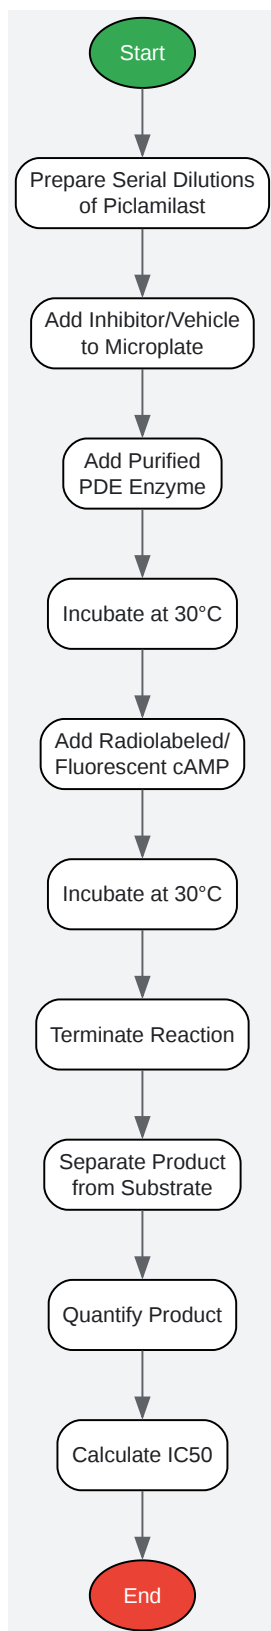 Start
Prepare Serial Dilutions
of Piclamilast
Add Inhibitor/Vehicle
to Microplate
Add Purified
PDE Enzyme
Incubate at 30°C
Add Radiolabeled/
Fluorescent cAMP
Incubate at 30°C
Terminate Reaction
Separate Product
from Substrate
Quantify Product
Calculate IC50
End